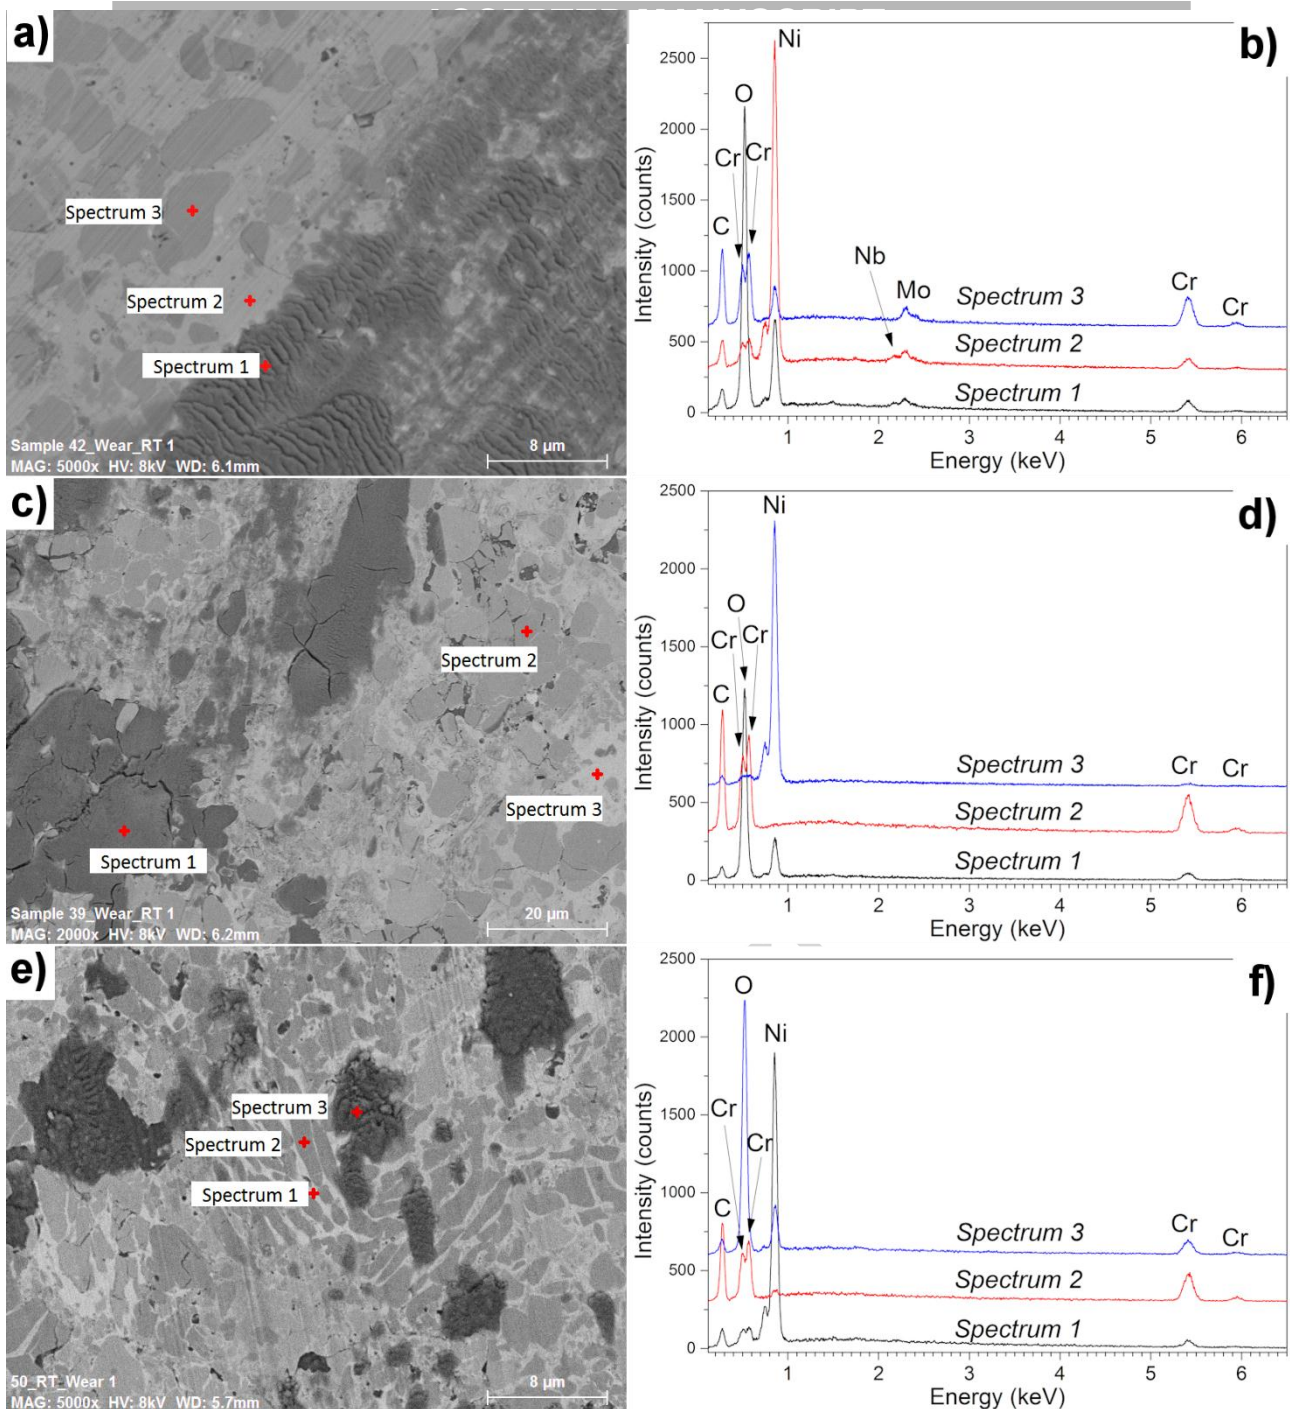 a)
Spectrum 3
Spectrum 2
Spectrum 1
Sample 42_Wear_RT 1
MAG: 5000x HV: 8kV WD: 6.1mm
8 µm
b)
Ni
O
Cr
Cr
C
Nb
Mo
Cr
Cr
Spectrum 3
Spectrum 2
Spectrum 1
Intensity (counts)
2500
2000
1500
1000
500
0
1 2 3 4 5 6
Energy (keV)
c)
Spectrum 2
Spectrum 3
Spectrum 1
Sample 39_Wear_RT 1
MAG: 2000x HV: 8kV WD: 6.2mm
20 µm
d)
Ni
O
Cr
Cr
C
Cr
Cr
Spectrum 3
Spectrum 2
Spectrum 1
Intensity (counts)
2500
2000
1500
1000
500
0
1 2 3 4 5 6
Energy (keV)
e)
Spectrum 3
Spectrum 2
Spectrum 1
50_RT_Wear 1
MAG: 5000x HV: 8kV WD: 5.7mm
8 µm
f)
O
Ni
Cr
Cr
C
Cr
Cr
Spectrum 3
Spectrum 2
Spectrum 1
Intensity (counts)
2500
2000
1500
1000
500
0
1 2 3 4 5 6
Energy (keV)